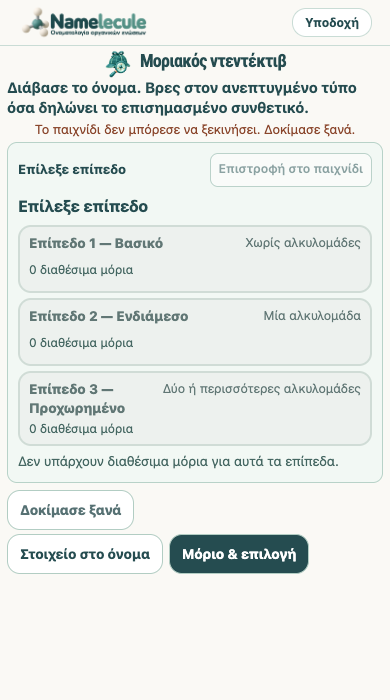 Namelecule
Ονοματολογία οργανικών ενώσεων
Υποδοχή
Μοριακός ντετέκτιβ
Διάβασε το όνομα. Βρες στον ανεπτυγμένο τύπο
όσα δηλώνει το επισημασμένο συνθετικό.
Το παιχνίδι δεν μπόρεσε να ξεκινήσει. Δοκίμασε ξανά.
Επίλεξε επίπεδο
Επιστροφή στο παιχνίδι
Επίλεξε επίπεδο
Επίπεδο 1 — Βασικό
Χωρίς αλκυλομάδες
0 διαθέσιμα μόρια
Επίπεδο 2 — Ενδιάμεσο
Μία αλκυλομάδα
0 διαθέσιμα μόρια
Επίπεδο 3 —
Προχωρημένο
Δύο ή περισσότερες αλκυλομάδες
0 διαθέσιμα μόρια
Δεν υπάρχουν διαθέσιμα μόρια για αυτά τα επίπεδα.
Δοκίμασε ξανά
Στοιχείο στο όνομα
Μόριο & επιλογή